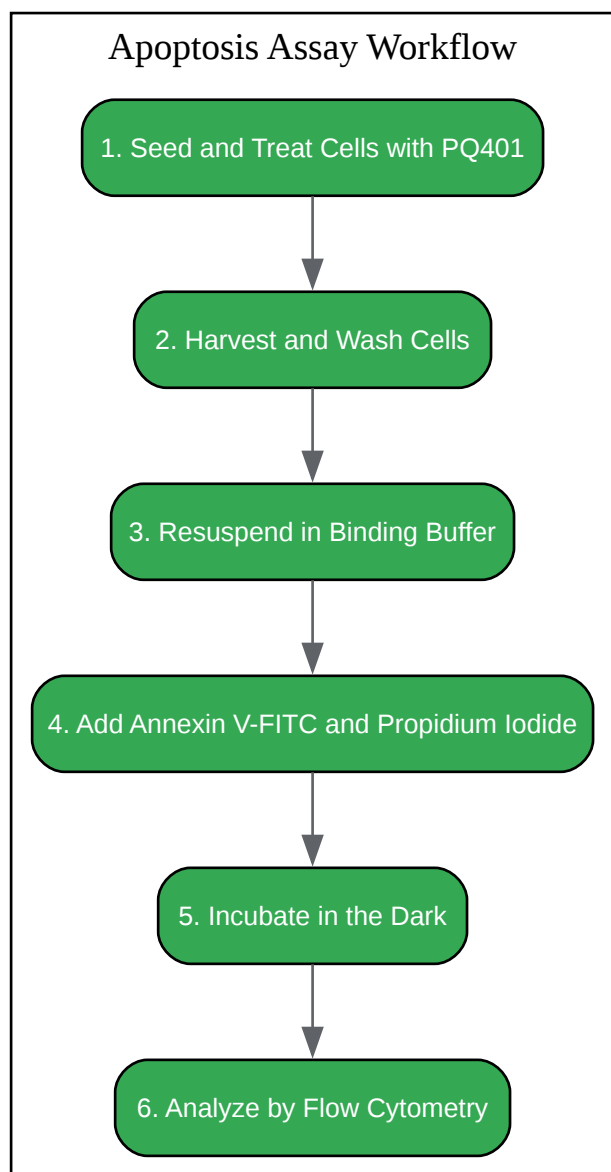 Apoptosis Assay Workflow
1. Seed and Treat Cells with PQ401
2. Harvest and Wash Cells
3. Resuspend in Binding Buffer
4. Add Annexin V-FITC and Propidium Iodide
5. Incubate in the Dark
6. Analyze by Flow Cytometry